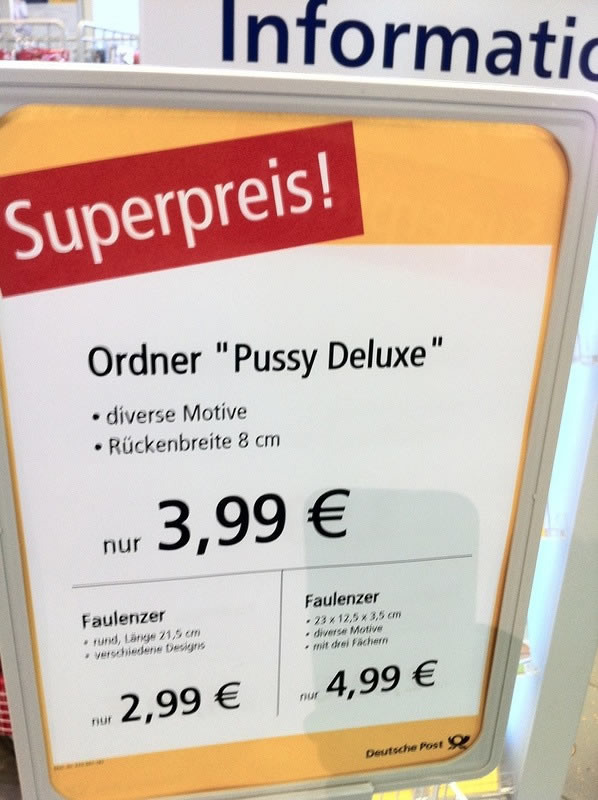 Informatio
Superpreis!
Ordner "Pussy Deluxe"
• diverse Motive
• Rückenbreite 8 cm
nur 3,99 €
Faulenzer
• rund, Länge 21,5 cm
• verschiedene Designs
nur 2,99 €
Faulenzer
• 23 x 12,5 x 3,5 cm
• diverse Motive
• mit drei Fächern
nur 4,99 €
Deutsche Post